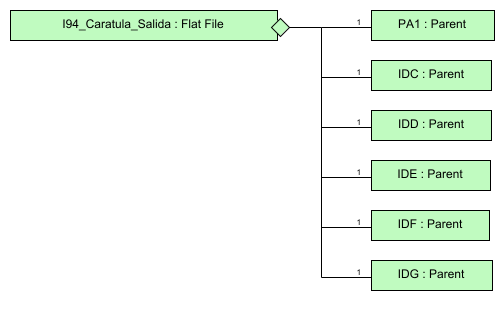 I94_Caratula_Salida : Flat File
1
PA1 : Parent
1
IDC : Parent
1
IDD : Parent
1
IDE : Parent
1
IDF : Parent
1
IDG : Parent